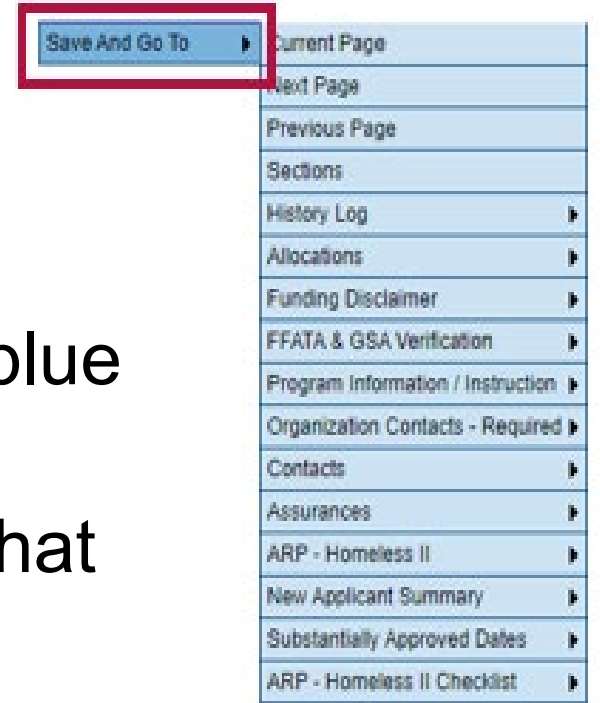 Save And Go To
Current Page
Next Page
Previous Page
Sections
History Log
Allocations
Funding Disclaimer
FFATA & GSA Verification
Program Information / Instruction
Organization Contacts - Required
Contacts
Assurances
ARP - Homeless II
New Applicant Summary
Substantially Approved Dates
ARP - Homeless II Checklist
blue
hat